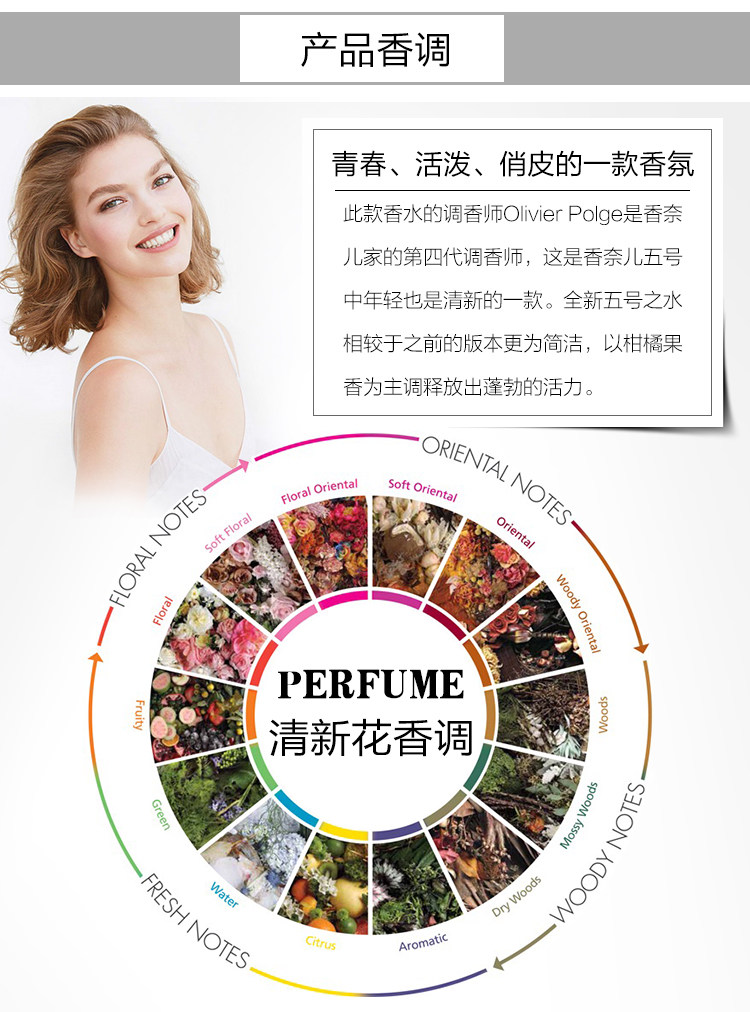 产品香调
青春、活泼、俏皮的一款香氛
此款香水的调香师Olivier Polge是香奈
儿家的第四代调香师，这是香奈儿五号
中年轻也是清新的一款。全新五号之水
相较于之前的版本更为简洁，以柑橘果
香为主调释放出蓬勃的活力。
ORIENTAL NOTES
FLORAL NOTES
Floral Oriental
Soft Oriental
Soft Floral
Oriental
Floral
Woody Oriental
PERFUME
清新花香调
Fruity
Woods
Green
Mossy Woods
Water
Dry Woods
Citrus
Aromatic
FRESH NOTES
WOODY NOTES